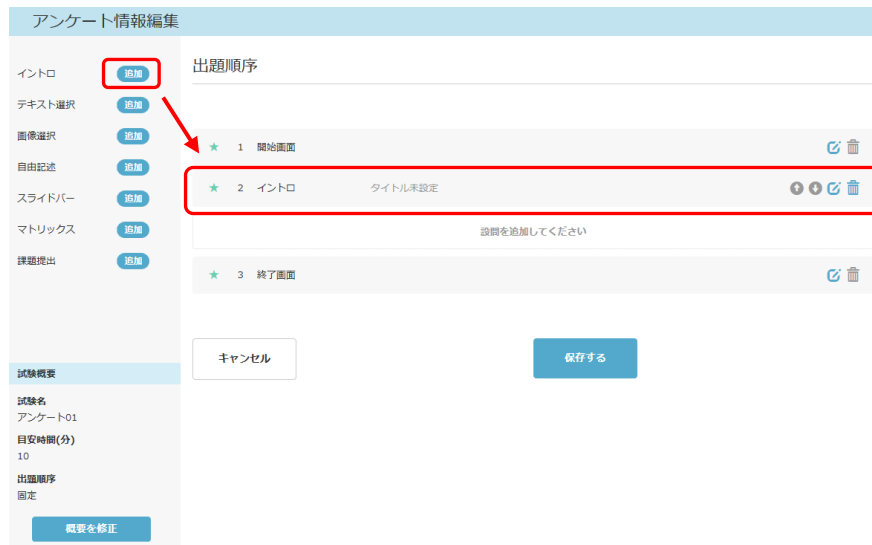 アンケート情報編集
イントロ 追加
テキスト選択 追加
画像選択 追加
自由記述 追加
スライドバー 追加
マトリックス 追加
課題提出 追加
試験概要
試験名
アンケート01
目安時間(分)
10
出題順序
固定
概要を修正
出題順序
★ 1 開始画面
★ 2 イントロ タイトル未設定
設問を追加してください
★ 3 終了画面
キャンセル 保存する